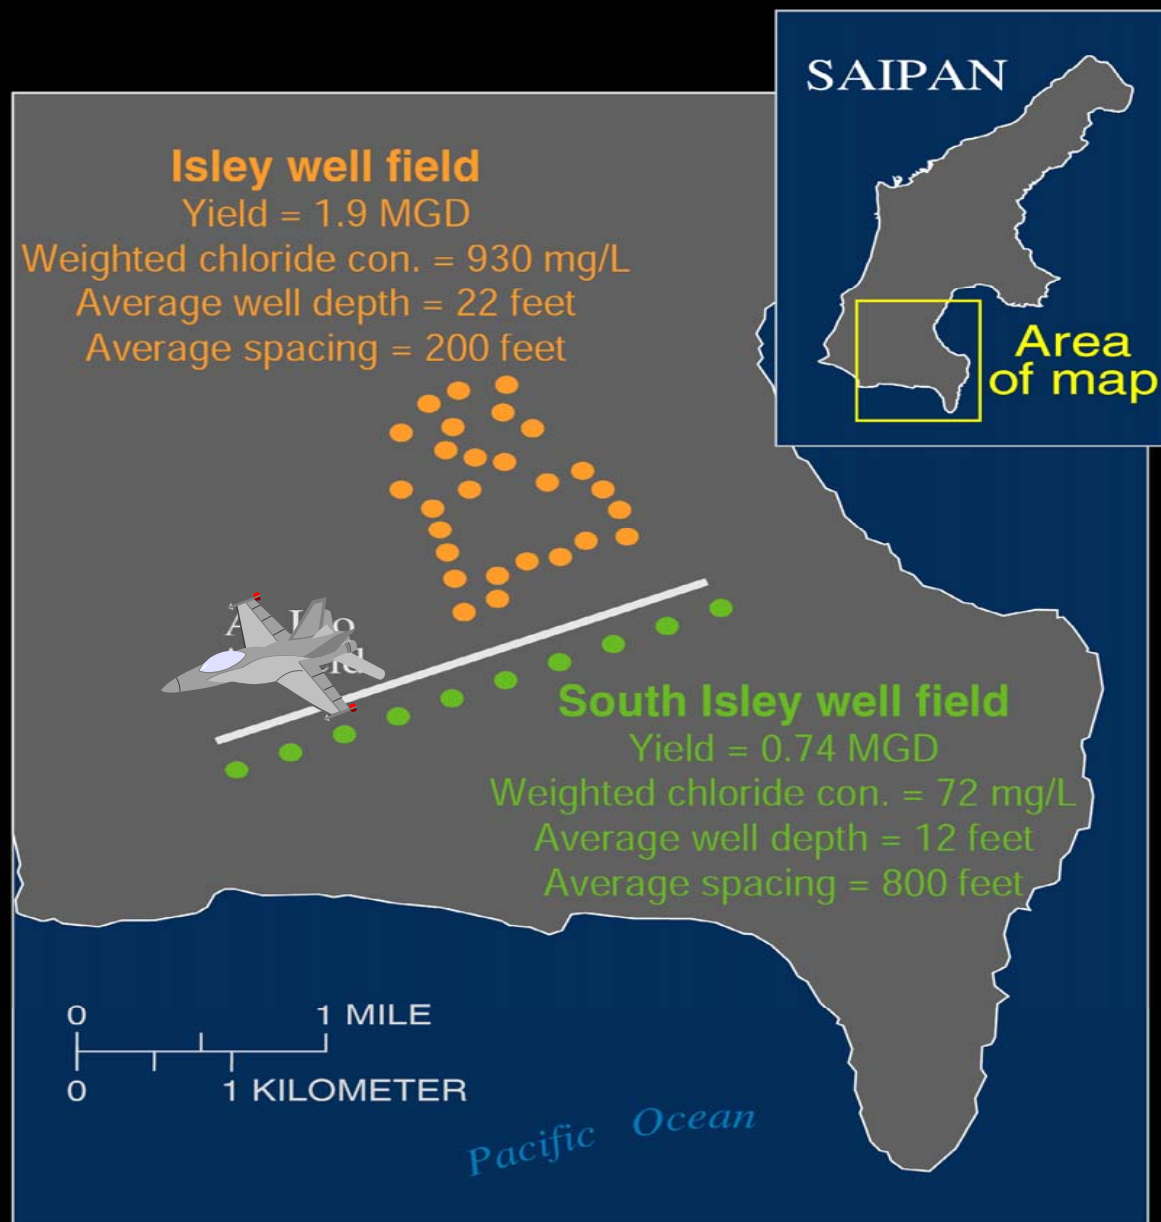 SAIPAN
Area
of map
Isley well field
Yield = 1.9 MGD
Weighted chloride con. = 930 mg/L
Average well depth = 22 feet
Average spacing = 200 feet
South Isley well field
Yield = 0.74 MGD
Weighted chloride con. = 72 mg/L
Average well depth = 12 feet
Average spacing = 800 feet
0 1 MILE
0 1 KILOMETER
Pacific Ocean